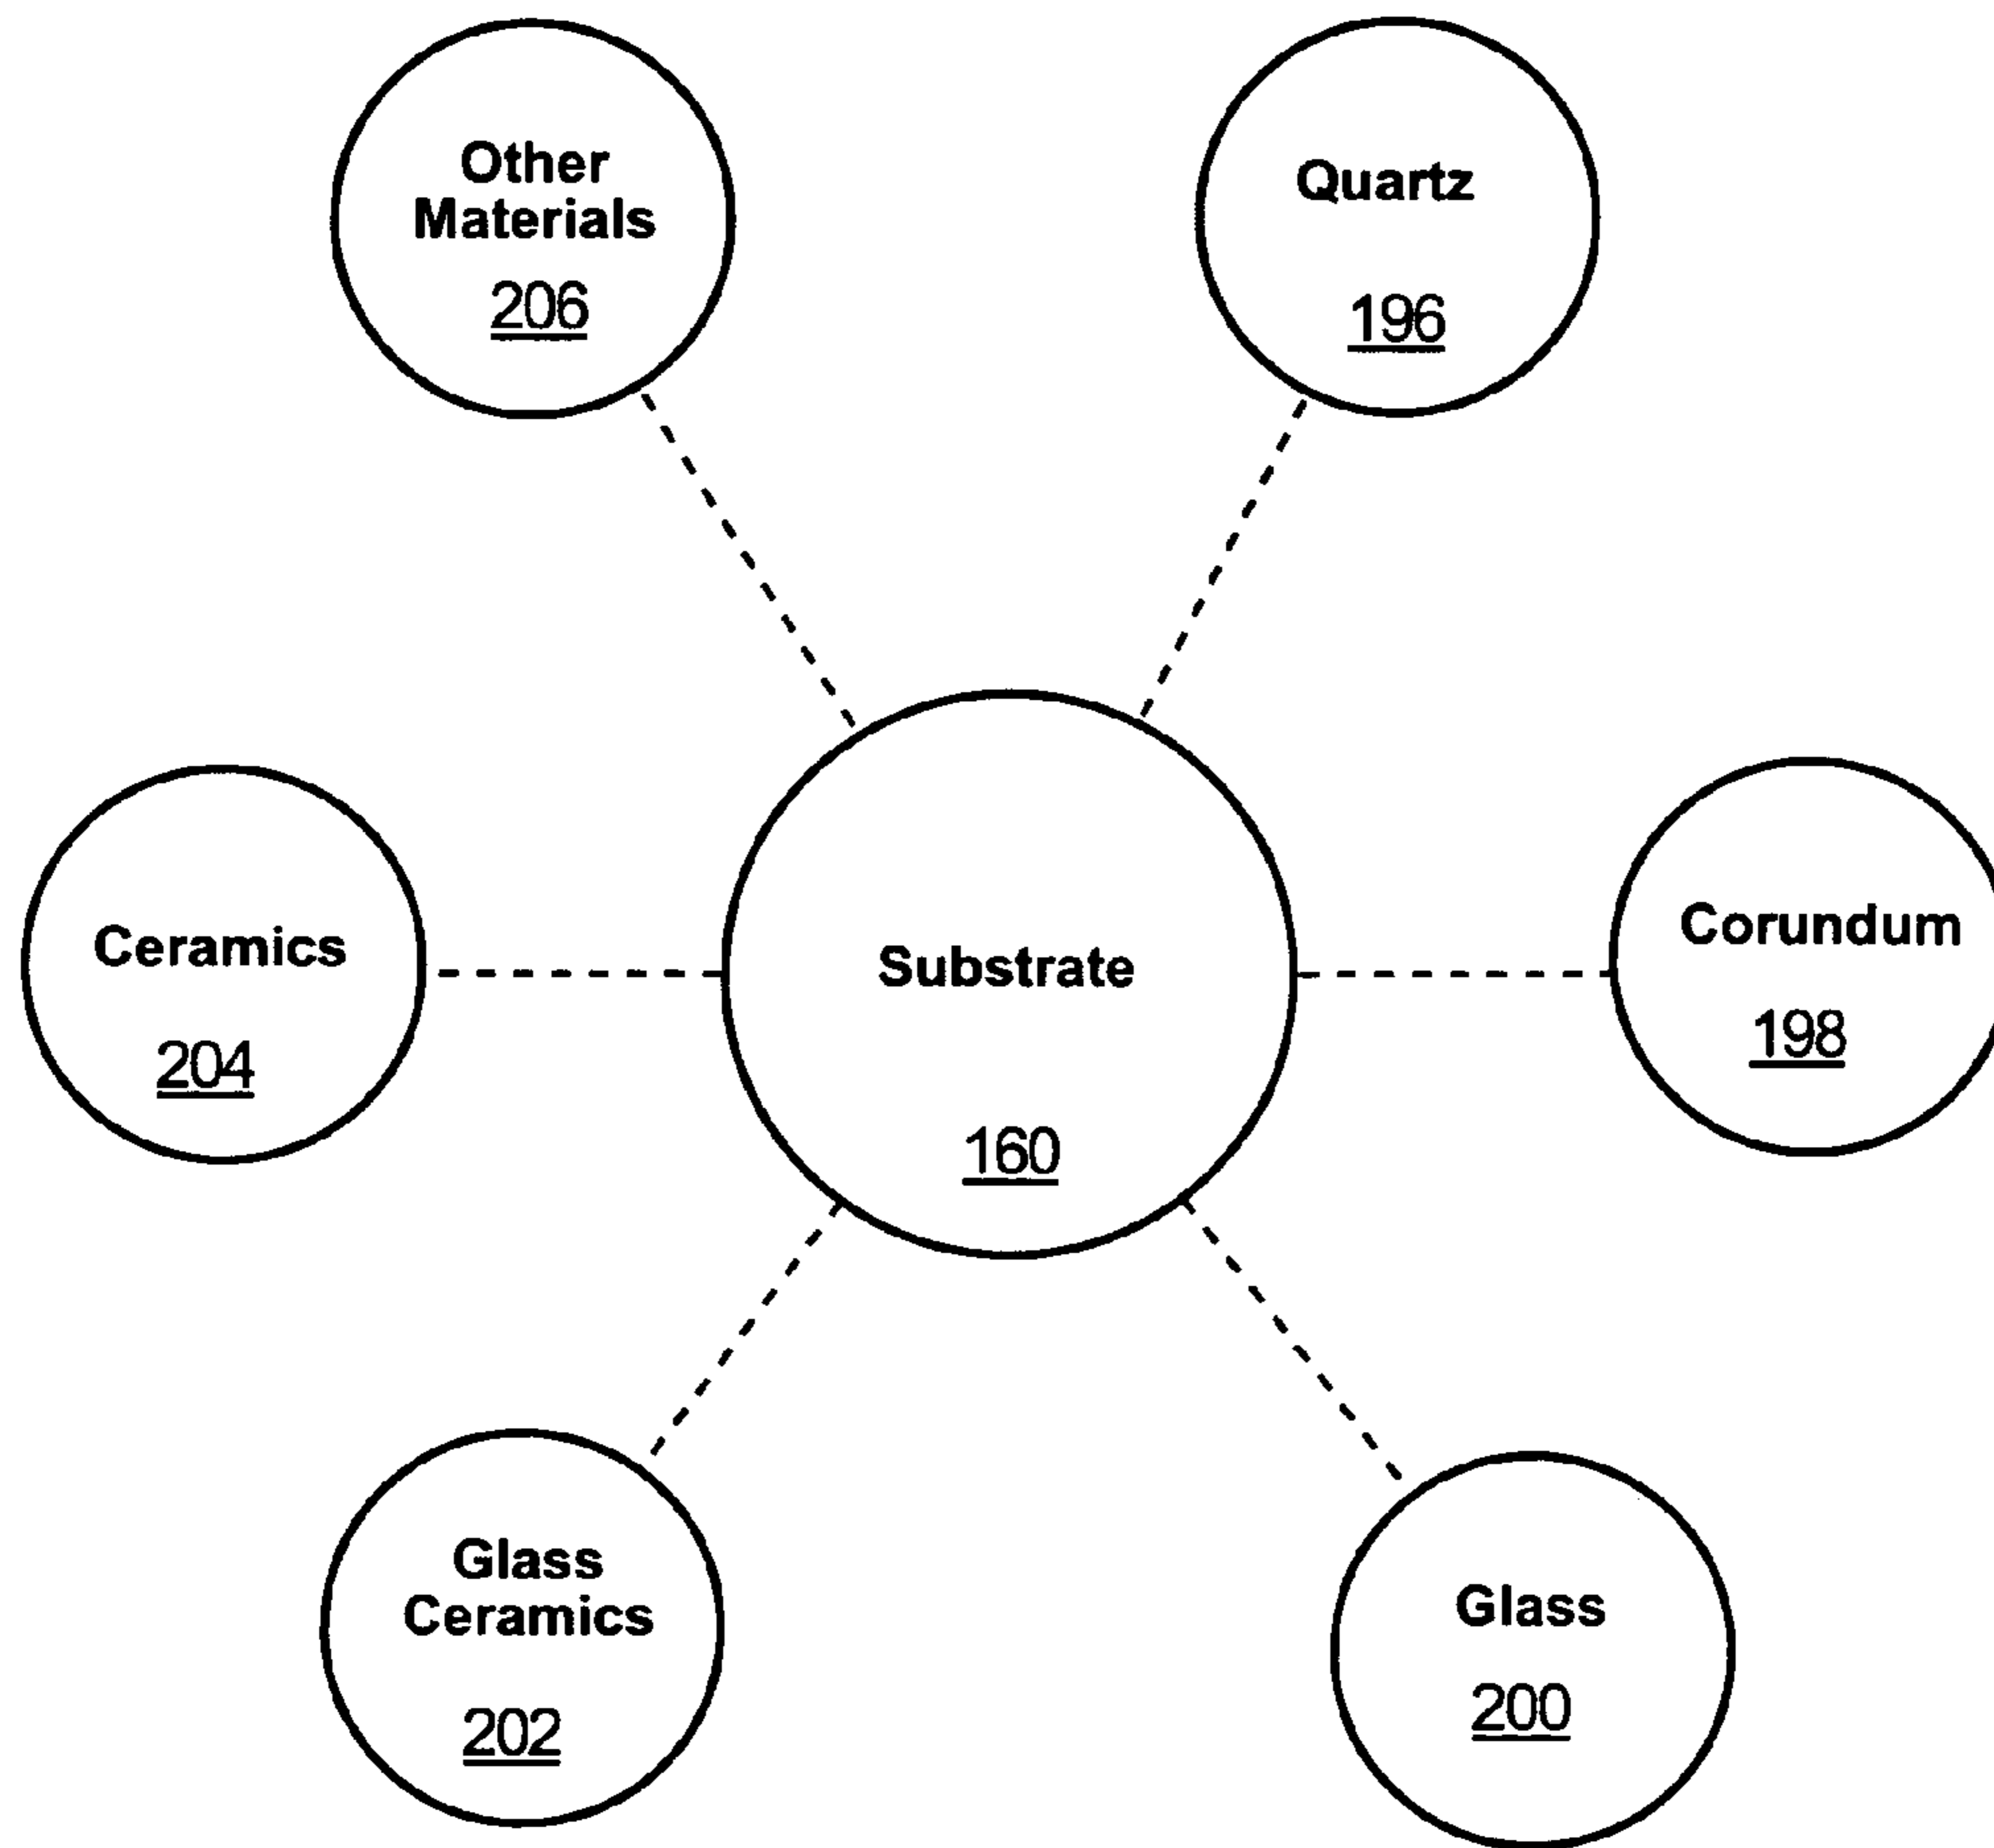 Other
Materials
206
Quartz
196
Ceramics
204
Substrate
160
Corundum
198
Glass
Ceramics
202
Glass
200